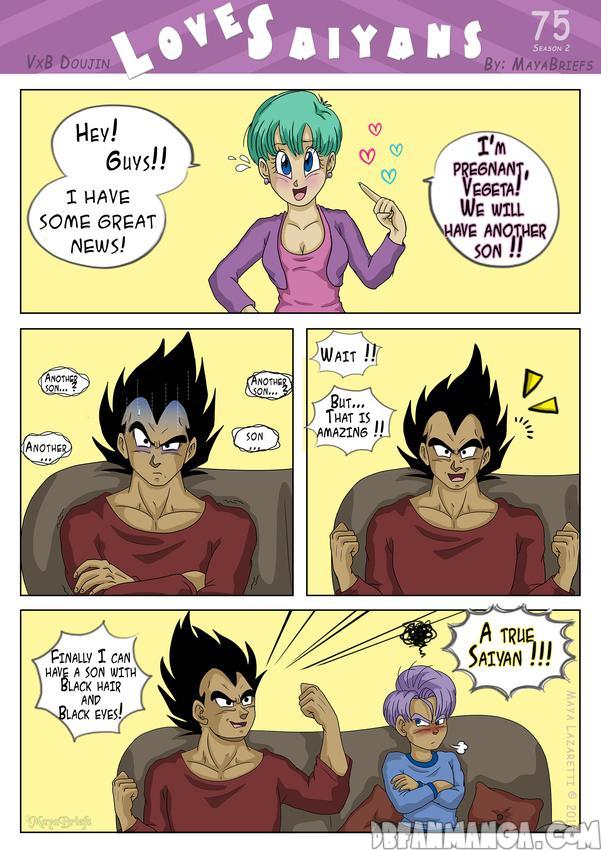 LOVE SAIYANS
75
SEASON 2
VXB DOUJIN
BY: MAYABRIEFS
HEY!
GUYS!!
I HAVE
SOME GREAT
NEWS!
I'M
PREGNANT,
VEGETA!
WE WILL
HAVE ANOTHER
SON !!
ANOTHER
SON...?
ANOTHER
SON... ?
ANOTHER
...
SON
...
WAIT !!
BUT...
THAT IS
AMAZING !!
FINALLY I CAN
HAVE A SON WITH
BLACK HAIR
AND
BLACK EYES!
A TRUE
SAIYAN !!!
MAYA LAZARETTI © 201
MayaBriefs
DBFANMANGA.COM